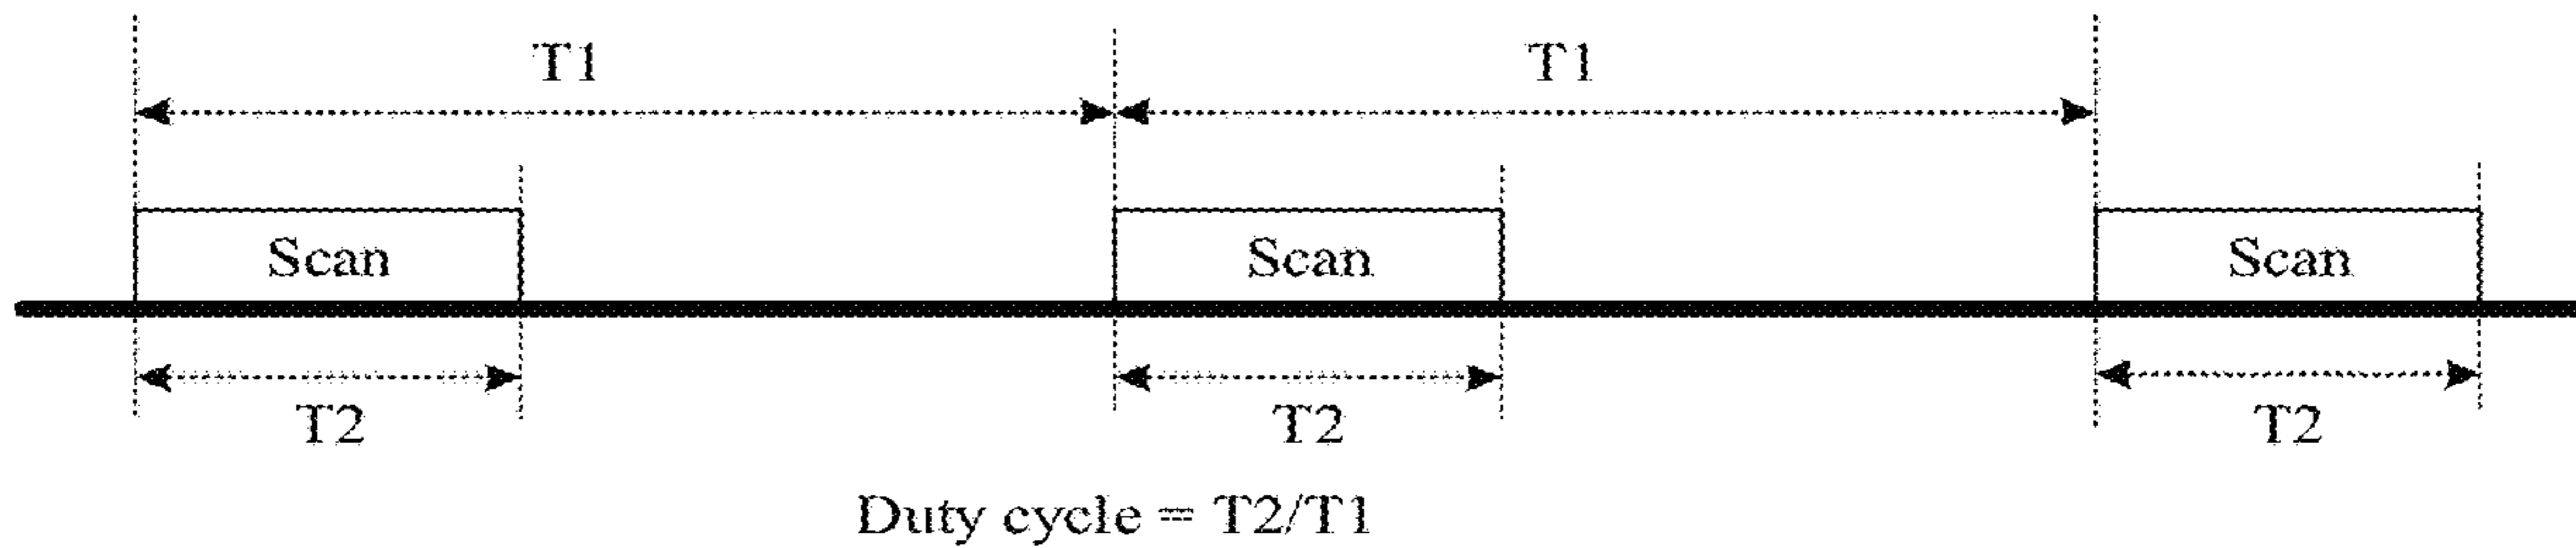 T1 T1
Scan Scan Scan
T2 T2 T2
Duty cycle = T2/T1